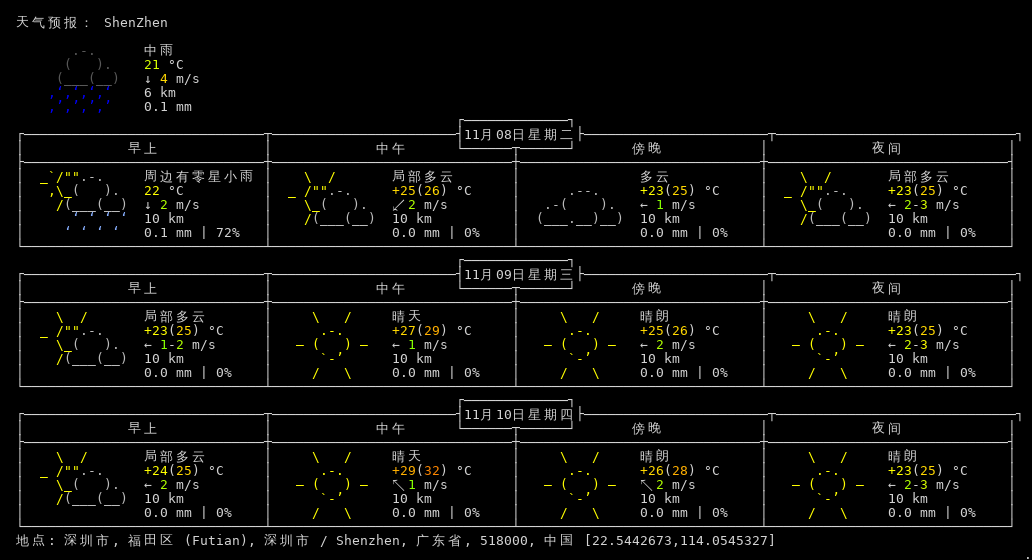 天气预报： ShenZhen
中雨
21 °C
↓ 4 m/s
6 km
0.1 mm
11月08日星期二
早上 中午 傍晚 夜间
周边有零星小雨 局部多云 多云 局部多云
22 °C +25(26) °C +23(25) °C +23(25) °C
↓ 2 m/s ↙ 2 m/s ← 1 m/s ← 2-3 m/s
10 km 10 km 10 km 10 km
0.1 mm | 72% 0.0 mm | 0% 0.0 mm | 0% 0.0 mm | 0%
11月09日星期三
早上 中午 傍晚 夜间
局部多云 晴天 晴朗 晴朗
+23(25) °C +27(29) °C +25(26) °C +23(25) °C
← 1-2 m/s ← 1 m/s ← 2 m/s ← 2-3 m/s
10 km 10 km 10 km 10 km
0.0 mm | 0% 0.0 mm | 0% 0.0 mm | 0% 0.0 mm | 0%
11月10日星期四
早上 中午 傍晚 夜间
局部多云 晴天 晴朗 晴朗
+24(25) °C +29(32) °C +26(28) °C +23(25) °C
← 2 m/s ↖ 1 m/s ↖ 2 m/s ← 2-3 m/s
10 km 10 km 10 km 10 km
0.0 mm | 0% 0.0 mm | 0% 0.0 mm | 0% 0.0 mm | 0%
地点: 深圳市, 福田区 (Futian), 深圳市 / Shenzhen, 广东省, 518000, 中国 [22.5442673,114.0545327]